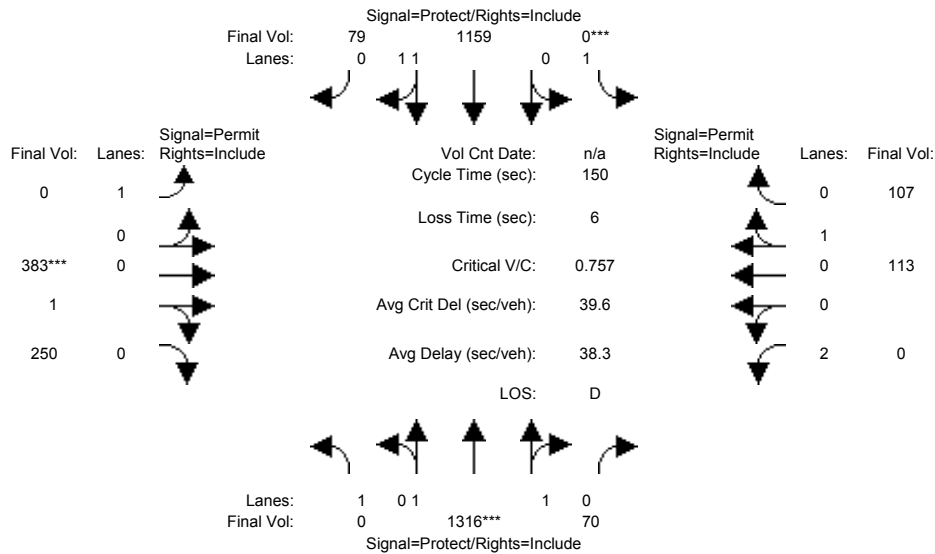 Signal=Protect/Rights=Include
Final Vol: 79 1159 0***
Lanes: 0 1 1 0 1
Signal=Permit Signal=Permit
Final Vol: Lanes: Rights=Include Vol Cnt Date: n/a Rights=Include Lanes: Final Vol:
Cycle Time (sec): 150
0 1 0 107
Loss Time (sec): 6
0 1
383*** 0 Critical V/C: 0.757 0 113
1 Avg Crit Del (sec/veh): 39.6 0
250 0 Avg Delay (sec/veh): 38.3 2 0
LOS: D
Lanes: 1 0 1 1 0
Final Vol: 0 1316*** 70
Signal=Protect/Rights=Include